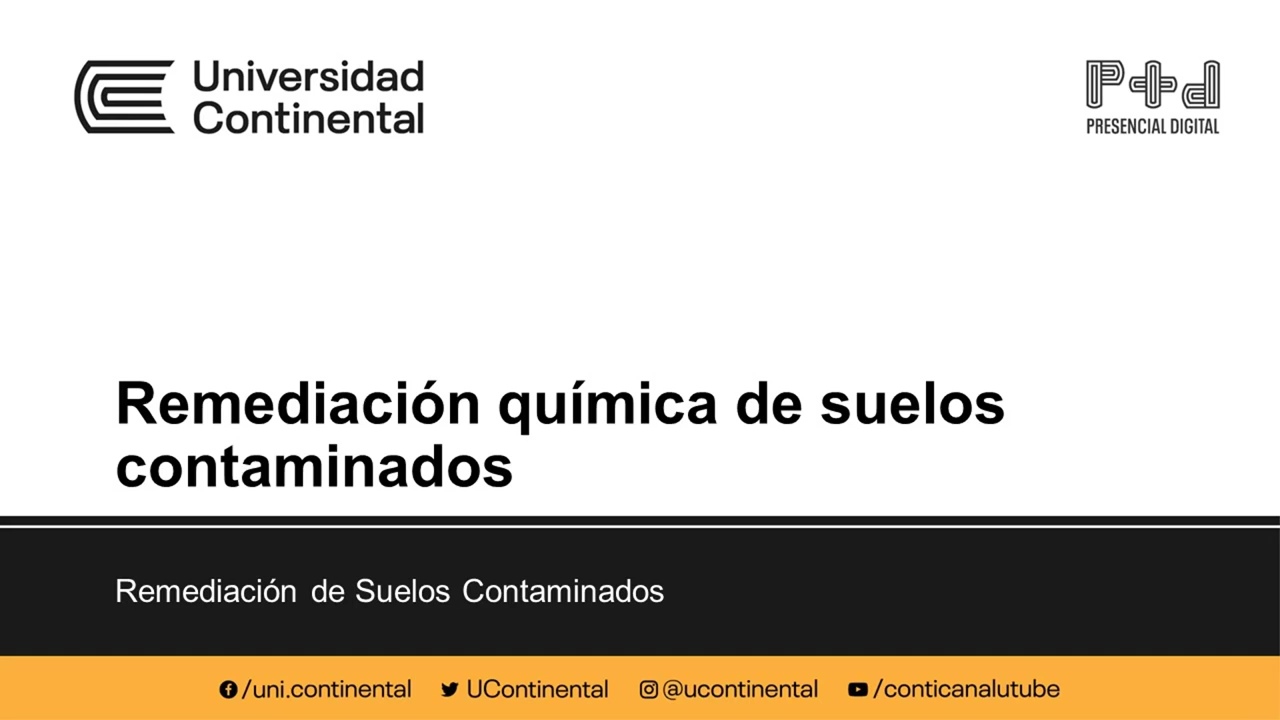 Universidad
Continental
P+d
PRESENCIAL DIGITAL
Remediación química de suelos
contaminados
Remediación de Suelos Contaminados
/uni.continental UContinental @ucontinental /conticanalutube